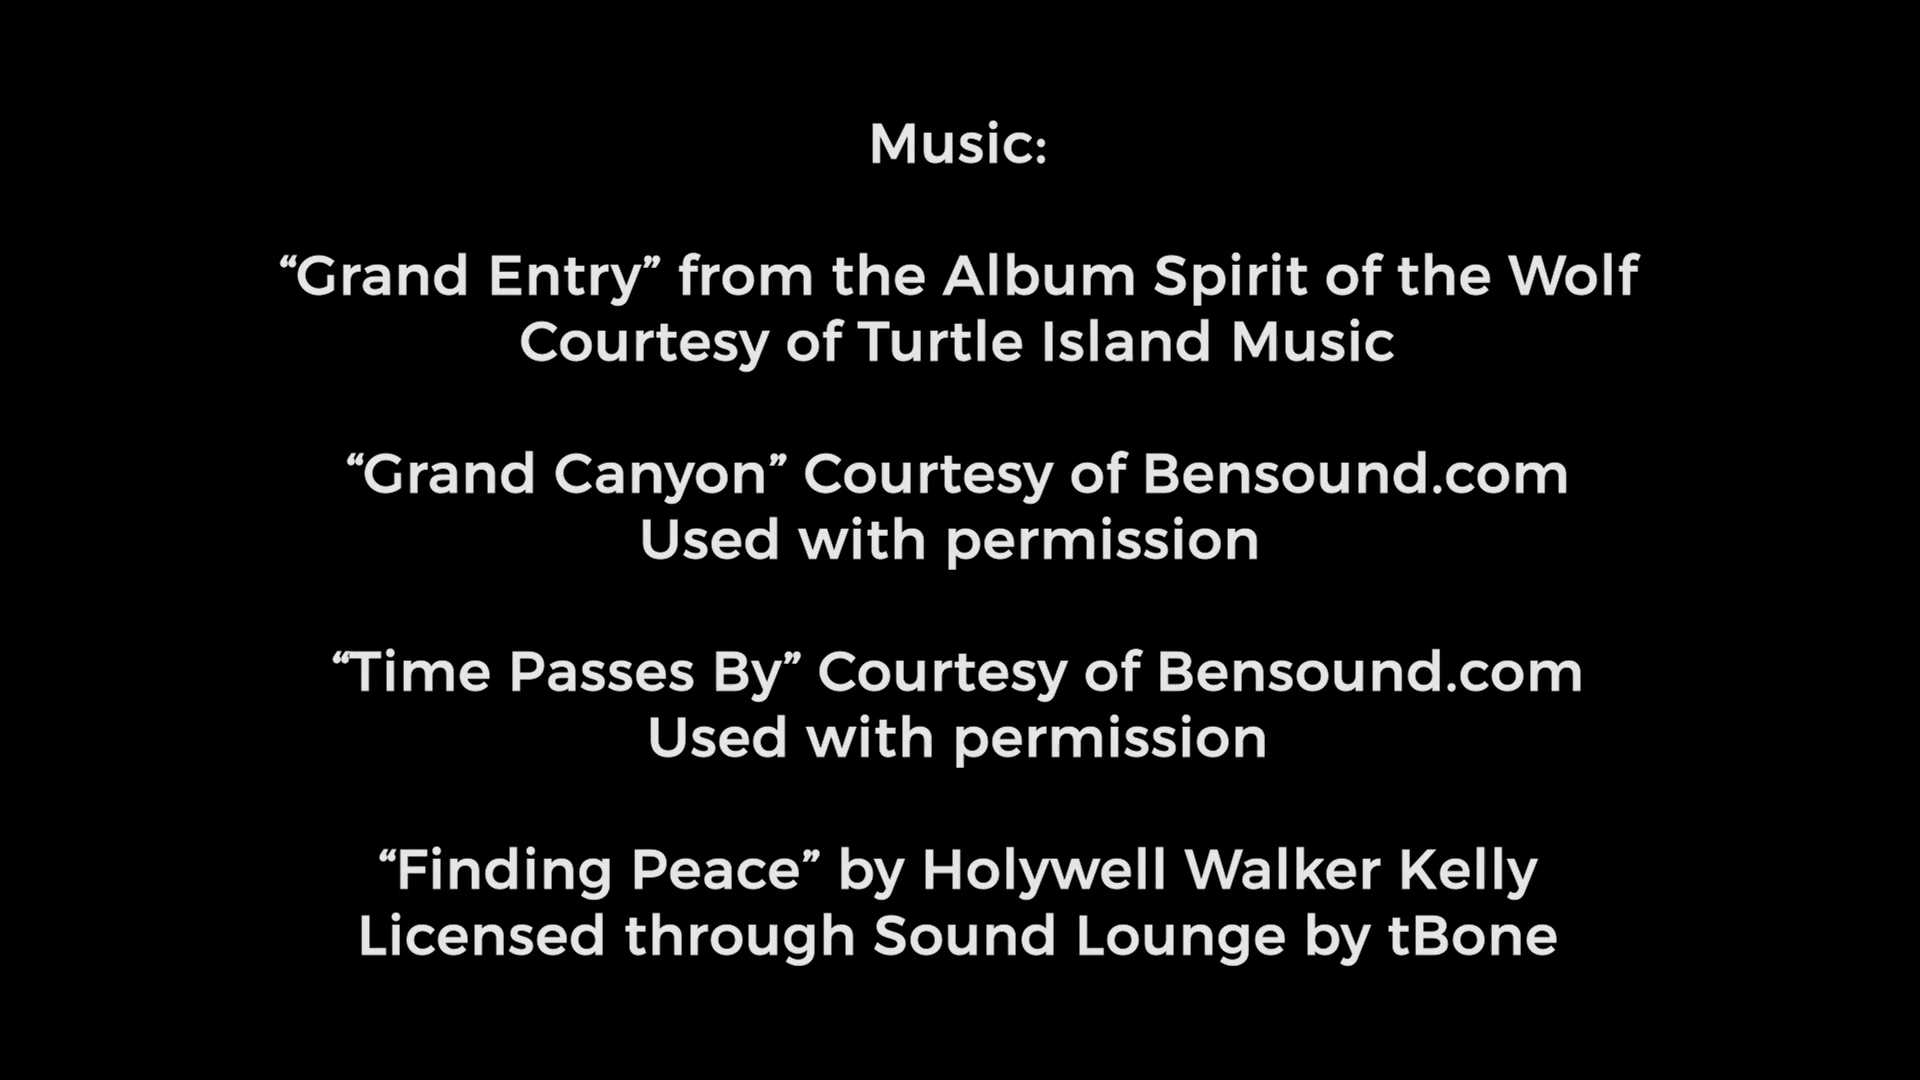 Music:
“Grand Entry” from the Album Spirit of the Wolf
Courtesy of Turtle Island Music
“Grand Canyon” Courtesy of Bensound.com
Used with permission
“Time Passes By” Courtesy of Bensound.com
Used with permission
“Finding Peace” by Holywell Walker Kelly
Licensed through Sound Lounge by tBone